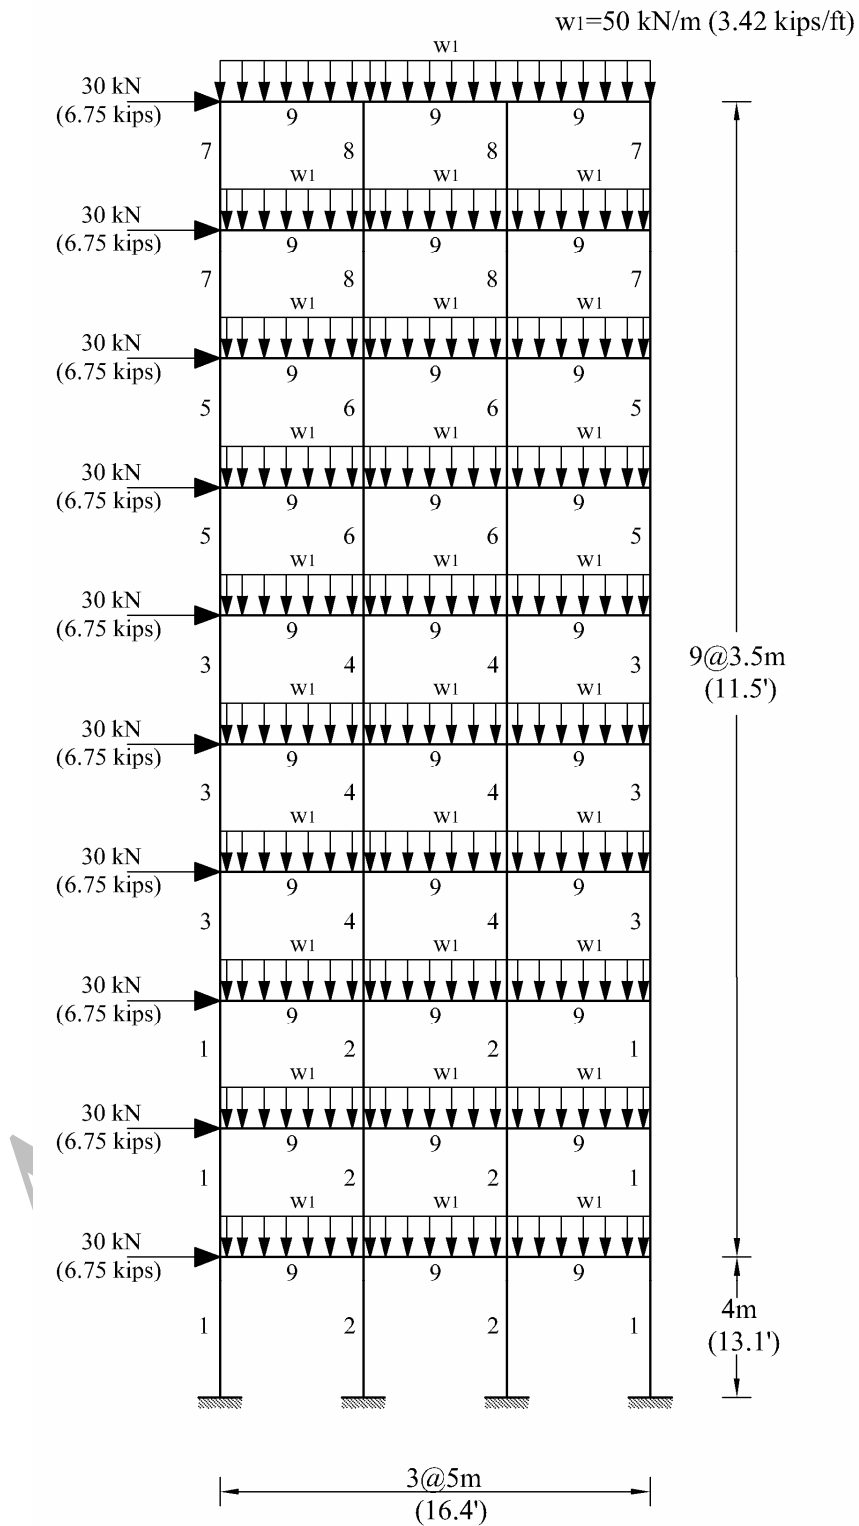 w1=50 kN/m (3.42 kips/ft)
w1
30 kN
(6.75 kips)
9 9 9
7 8 8 7
w1 w1 w1
30 kN
(6.75 kips)
9 9 9
7 8 8 7
w1 w1 w1
30 kN
(6.75 kips)
9 9 9
5 6 6 5
w1 w1 w1
30 kN
(6.75 kips)
9 9 9
5 6 6 5
w1 w1 w1
30 kN
(6.75 kips)
9 9 9
3 4 4 3
w1 w1 w1
9@3.5m
(11.5')
30 kN
(6.75 kips)
9 9 9
3 4 4 3
w1 w1 w1
30 kN
(6.75 kips)
9 9 9
3 4 4 3
w1 w1 w1
30 kN
(6.75 kips)
9 9 9
1 2 2 1
w1 w1 w1
30 kN
(6.75 kips)
9 9 9
1 2 2 1
w1 w1 w1
30 kN
(6.75 kips)
9 9 9
1 2 2 1
4m
(13.1')
3@5m
(16.4')